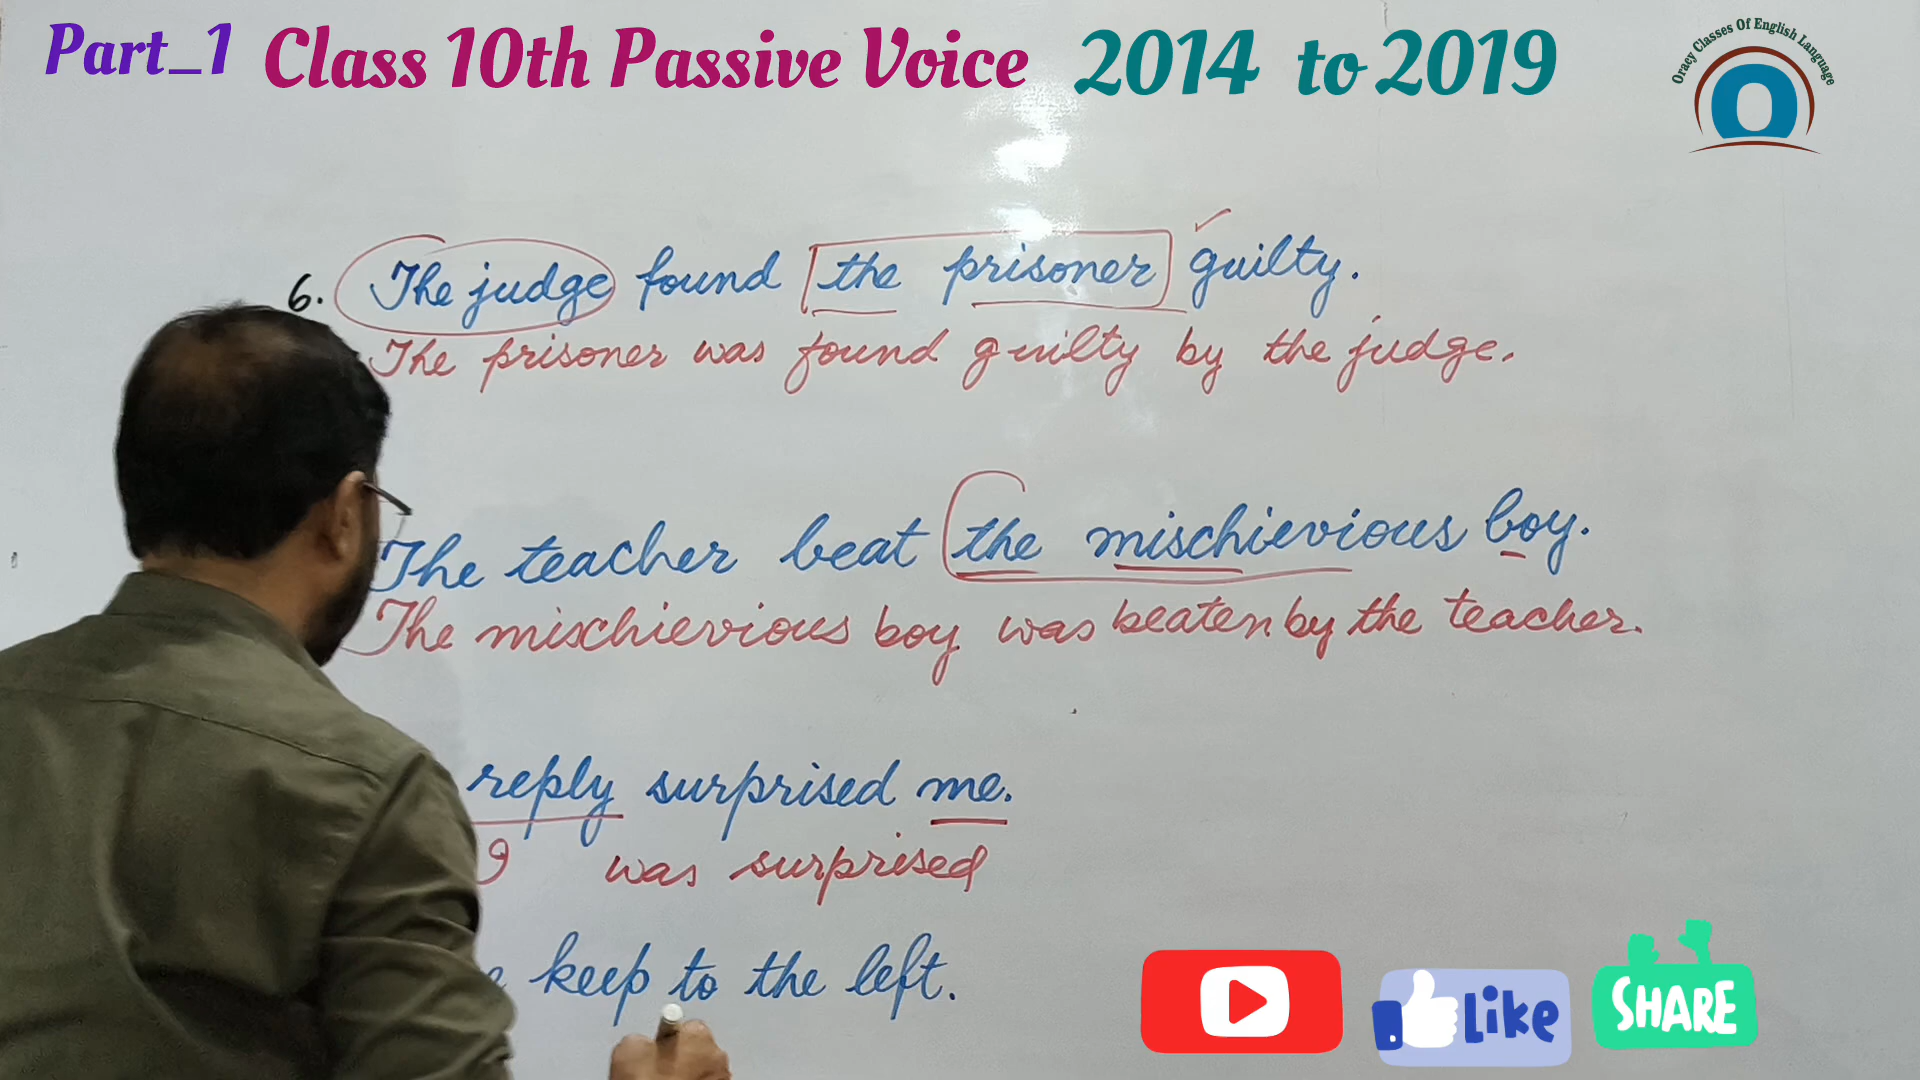 Part_1 Class 10th Passive Voice 2014 to 2019
Oracy Classes Of English Language
O
6. The judge found the prisoner guilty.
The prisoner was found guilty by the judge.
The teacher beat the mischievious boy.
The mischievious boy was beaten by the teacher.
reply surprised me.
I was surprised
keep to the left.
Like
SHARE